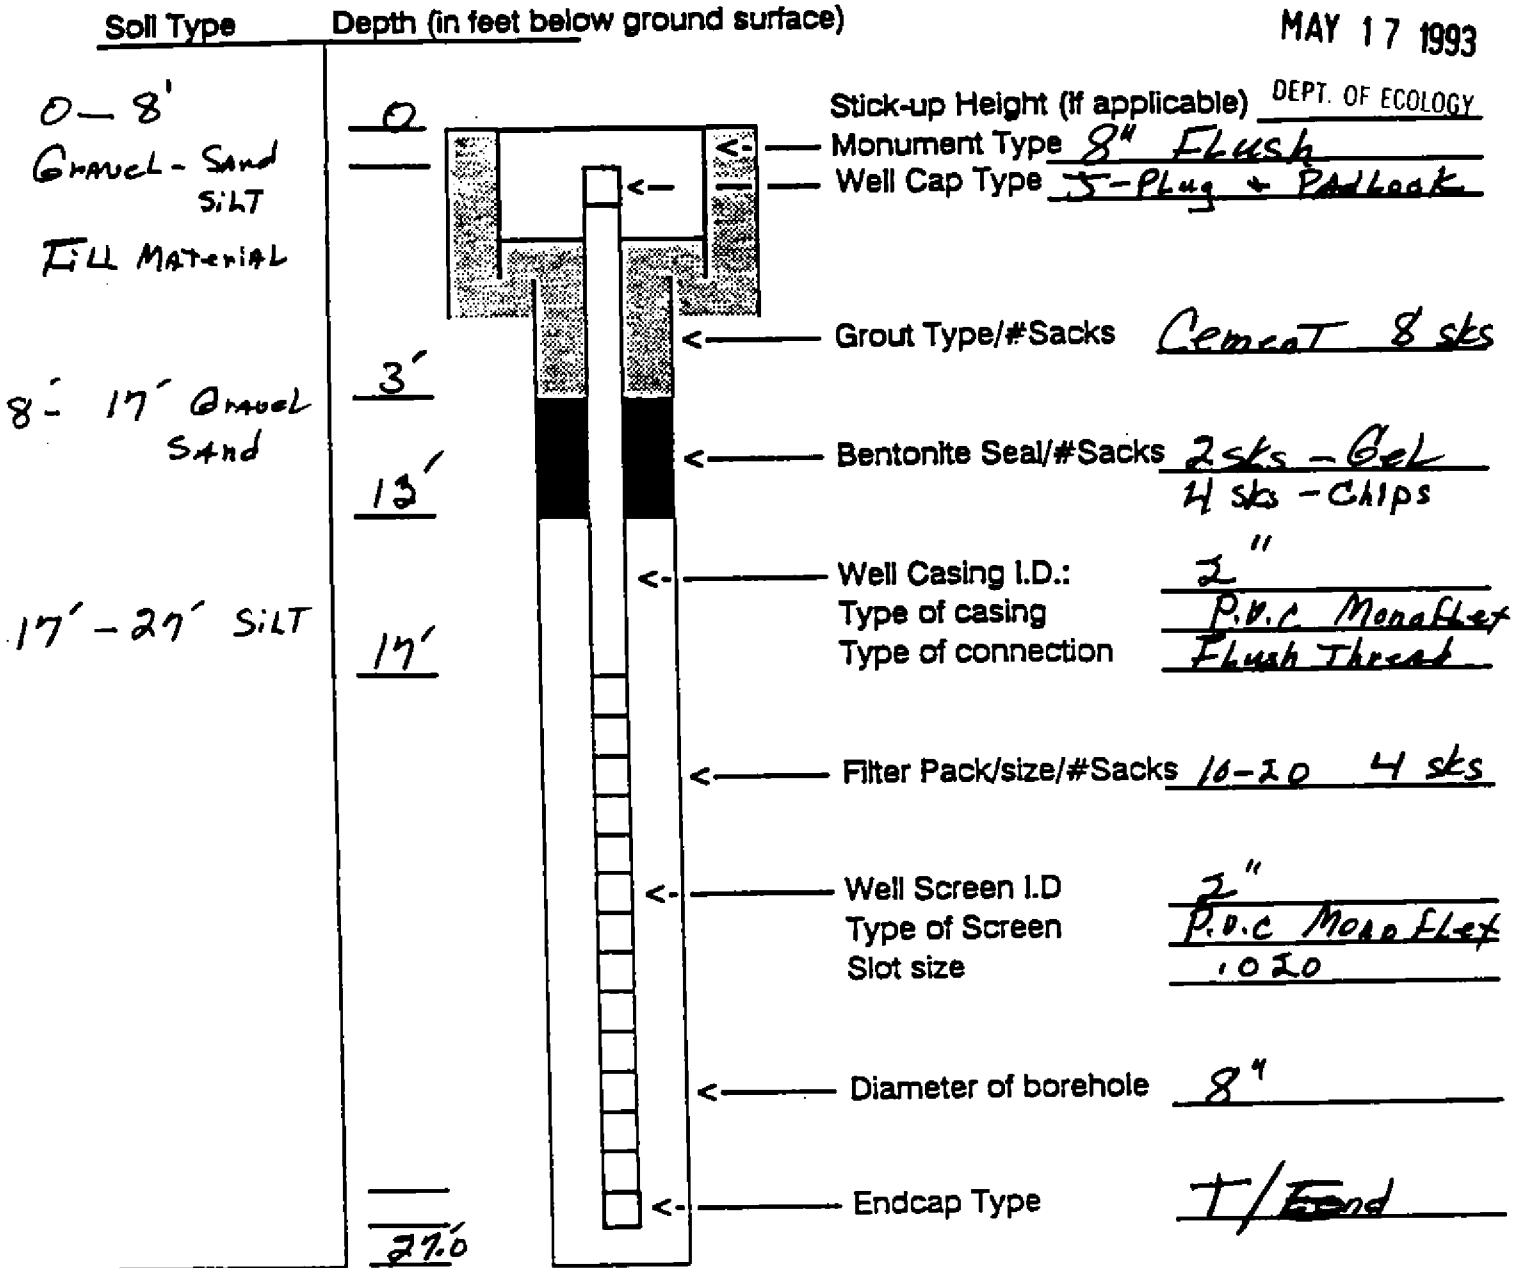 Soil Type Depth (in feet below ground surface)
MAY 17 1993
DEPT. OF ECOLOGY
0 - 8'
Gravel - Sand
Silt
Fill Material
8' - 17' Gravel
Sand
17' - 27' Silt
0
3'
13'
17'
27.0'
Stick-up Height (if applicable)
Monument Type 8" Flush
Well Cap Type J-Plug + Padlock
Grout Type/#Sacks Cement 8 sks
Bentonite Seal/#Sacks 2 sks - Gel
4 sks - Chips
Well Casing I.D.: 2"
Type of casing P.V.C Monoflex
Type of connection Flush Thread
Filter Pack/size/#Sacks 10-20 4 sks
Well Screen I.D 2"
Type of Screen P.V.C Monoflex
Slot size .020
Diameter of borehole 8"
Endcap Type T/End